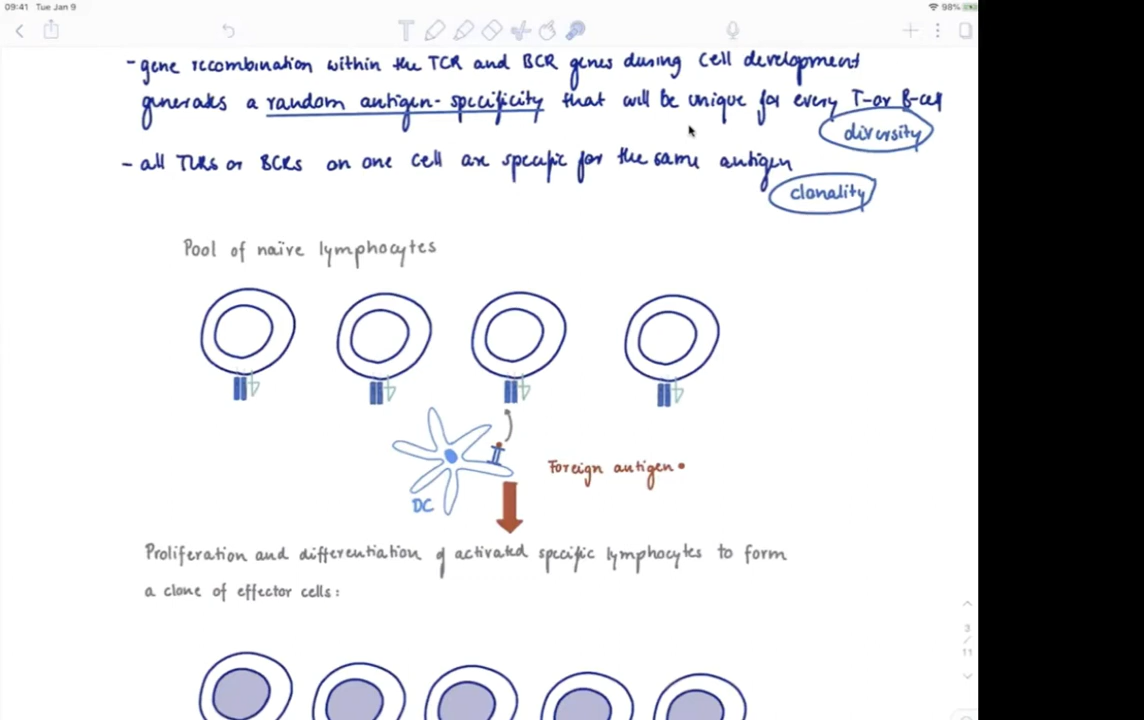 09:41 Tue Jan 9
98%
- gene recombination within the TCR and BCR genes during cell development
generates a random antigen-specificity that will be unique for every T-or B-cell
diversity
- all TCRs or BCRs on one cell are specific for the same antigen
clonality
Pool of naïve lymphocytes
Foreign antigen
DC
Proliferation and differentiation of activated specific lymphocytes to form
a clone of effector cells:
3
/
11